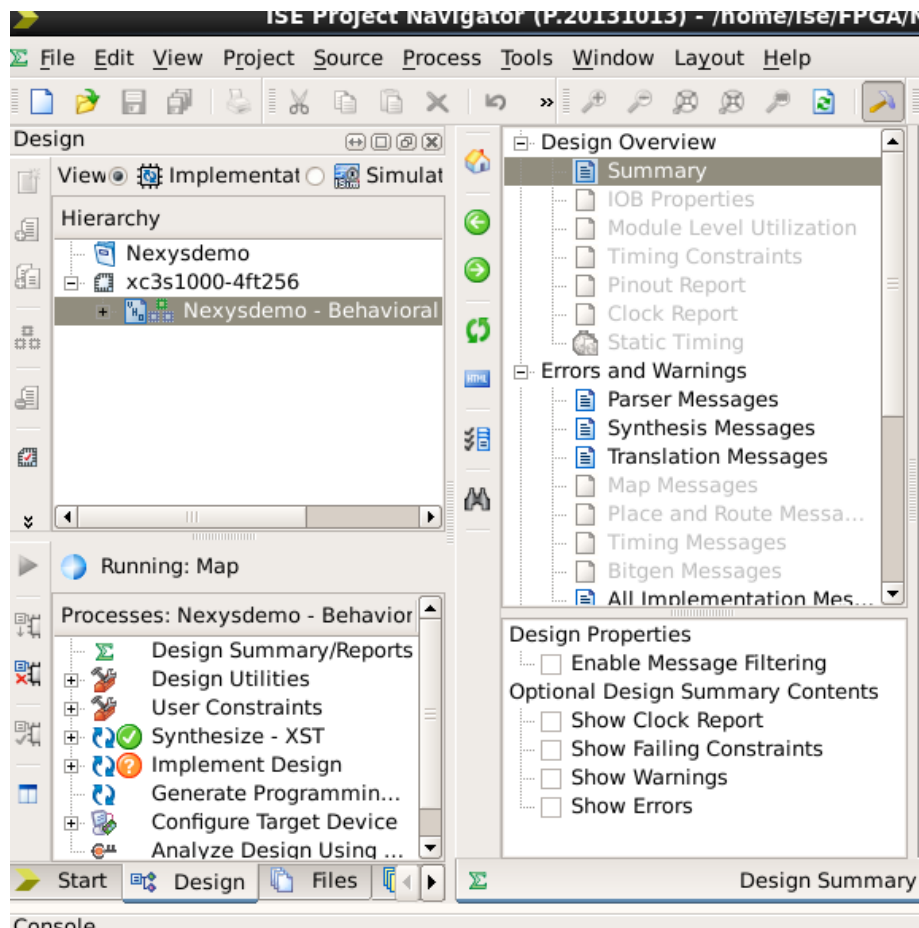 ISE Project Navigator (P.20131013) - /home/ise/FPGA/
File Edit View Project Source Process Tools Window Layout Help
»
Design
View Implementat Simulat
Hierarchy
Nexysdemo
xc3s1000-4ft256
Nexysdemo - Behavioral
Running: Map
Processes: Nexysdemo - Behavior
Design Summary/Reports
Design Utilities
User Constraints
Synthesize - XST
Implement Design
Generate Programmin...
Configure Target Device
Analyze Design Using ...
Start Design Files
HTML
Design Overview
Summary
IOB Properties
Module Level Utilization
Timing Constraints
Pinout Report
Clock Report
Static Timing
Errors and Warnings
Parser Messages
Synthesis Messages
Translation Messages
Map Messages
Place and Route Messa...
Timing Messages
Bitgen Messages
All Implementation Mes...
Design Properties
Enable Message Filtering
Optional Design Summary Contents
Show Clock Report
Show Failing Constraints
Show Warnings
Show Errors
Design Summary
Console